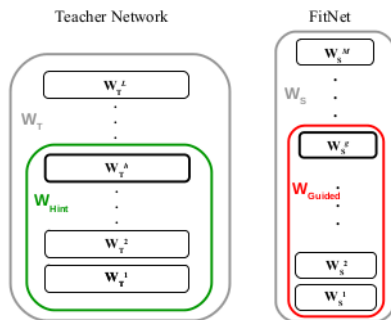 Teacher Network
W_T^L
W_T
W_T^h
W_Hint
W_T^2
W_T^1
FitNet
W_S^M
W_S
W_S^g
W_Guided
W_S^2
W_S^1